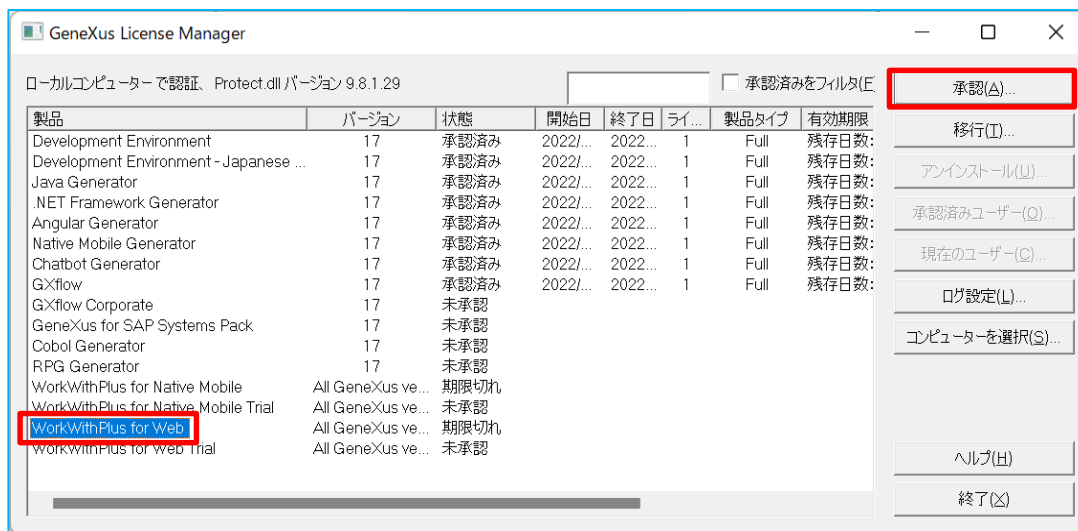 GeneXus License Manager
ローカルコンピューターで認証、Protect.dll バージョン 9.8.1.29
承認済みをフィルタ(F
承認(A)...
製品 バージョン 状態 開始日 終了日 ライ... 製品タイプ 有効期限
Development Environment 17 承認済み 2022/... 2022... 1 Full 残存日数:
Development Environment - Japanese ... 17 承認済み 2022/... 2022... 1 Full 残存日数:
Java Generator 17 承認済み 2022/... 2022... 1 Full 残存日数:
.NET Framework Generator 17 承認済み 2022/... 2022... 1 Full 残存日数:
Angular Generator 17 承認済み 2022/... 2022... 1 Full 残存日数:
Native Mobile Generator 17 承認済み 2022/... 2022... 1 Full 残存日数:
Chatbot Generator 17 承認済み 2022/... 2022... 1 Full 残存日数:
GXflow 17 承認済み 2022/... 2022... 1 Full 残存日数:
GXflow Corporate 17 未承認
GeneXus for SAP Systems Pack 17 未承認
Cobol Generator 17 未承認
RPG Generator 17 未承認
WorkWithPlus for Native Mobile All GeneXus ve... 期限切れ
WorkWithPlus for Native Mobile Trial All GeneXus ve... 未承認
WorkWithPlus for Web All GeneXus ve... 期限切れ
WorkWithPlus for Web Trial All GeneXus ve... 未承認
移行(T)...
アンインストール(U)...
承認済みユーザー(O)...
現在のユーザー(C)...
ログ設定(L)...
コンピューターを選択(S)...
ヘルプ(H)
終了(X)